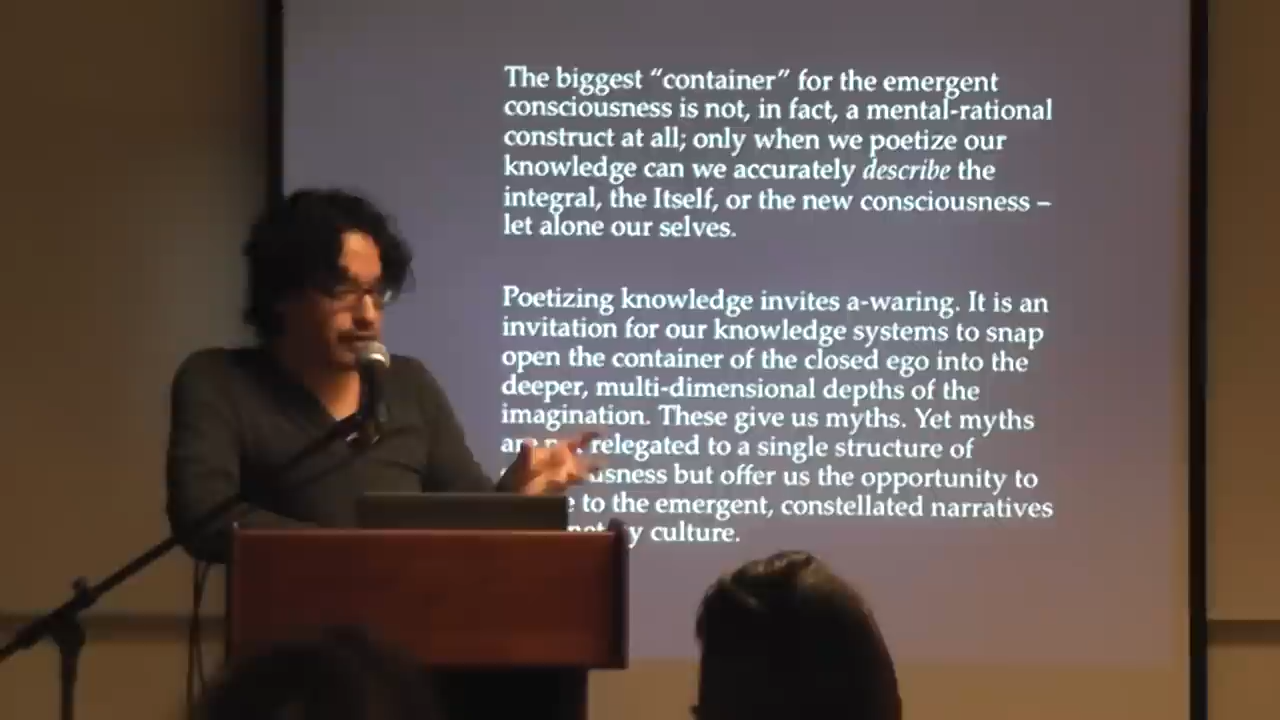 The biggest “container” for the emergent
consciousness is not, in fact, a mental-rational
construct at all; only when we poetize our
knowledge can we accurately describe the
integral, the Itself, or the new consciousness –
let alone our selves.
Poetizing knowledge invites a-waring. It is an
invitation for our knowledge systems to snap
open the container of the closed ego into the
deeper, multi-dimensional depths of the
imagination. These give us myths. Yet myths
relegated to a single structure of
but offer us the opportunity to
to the emergent, constellated narratives
culture.